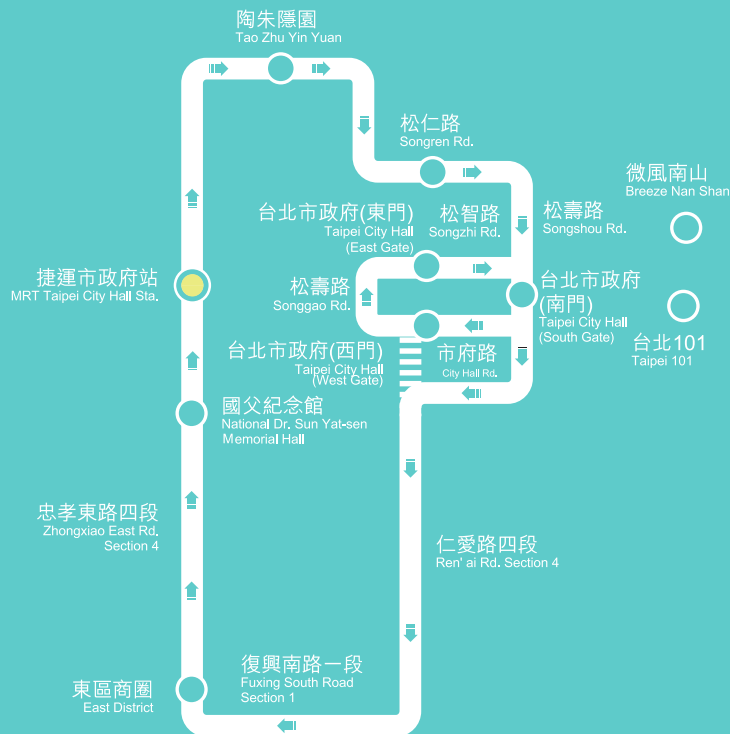 陶朱隱園
Tao Zhu Yin Yuan
松仁路
Songren Rd.
微風南山
Breeze Nan Shan
台北市政府(東門)
Taipei City Hall
(East Gate)
松智路
Songzhi Rd.
松壽路
Songshou Rd.
捷運市政府站
MRT Taipei City Hall Sta.
松壽路
Songgao Rd.
台北市政府
(南門)
Taipei City Hall
(South Gate)
台北101
Taipei 101
台北市政府(西門)
Taipei City Hall
(West Gate)
市府路
City Hall Rd.
國父紀念館
National Dr. Sun Yat-sen
Memorial Hall
忠孝東路四段
Zhongxiao East Rd.
Section 4
仁愛路四段
Ren' ai Rd. Section 4
復興南路一段
Fuxing South Road
Section 1
東區商圈
East District